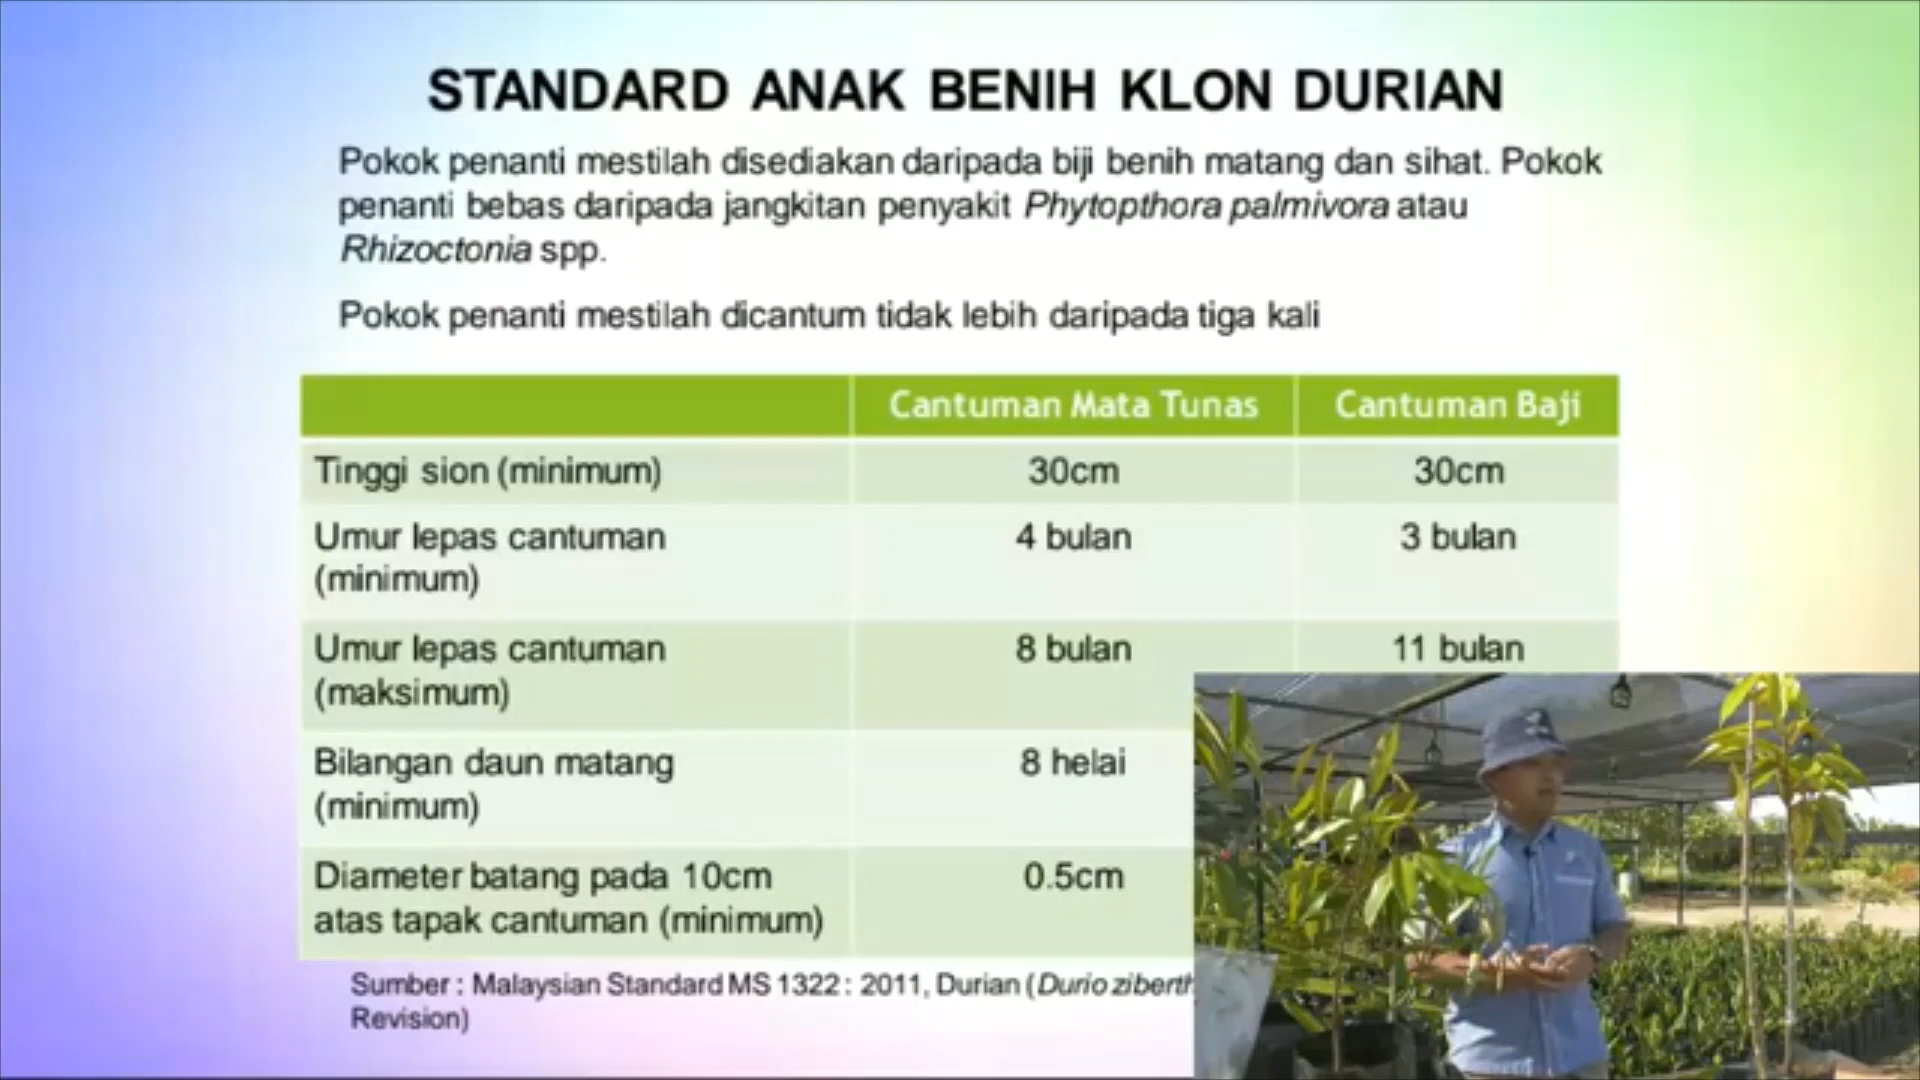 STANDARD ANAK BENIH KLON DURIAN
Pokok penanti mestilah disediakan daripada biji benih matang dan sihat. Pokok
penanti bebas daripada jangkitan penyakit Phytopthora palmivora atau
Rhizoctonia spp.
Pokok penanti mestilah dicantum tidak lebih daripada tiga kali
Cantuman Mata Tunas Cantuman Baji
Tinggi sion (minimum) 30cm 30cm
Umur lepas cantuman 4 bulan 3 bulan
(minimum)
Umur lepas cantuman 8 bulan 11 bulan
(maksimum)
Bilangan daun matang 8 helai
(minimum)
Diameter batang pada 10cm 0.5cm
atas tapak cantuman (minimum)
Sumber : Malaysian Standard MS 1322 : 2011, Durian (Durio ziberth
Revision)